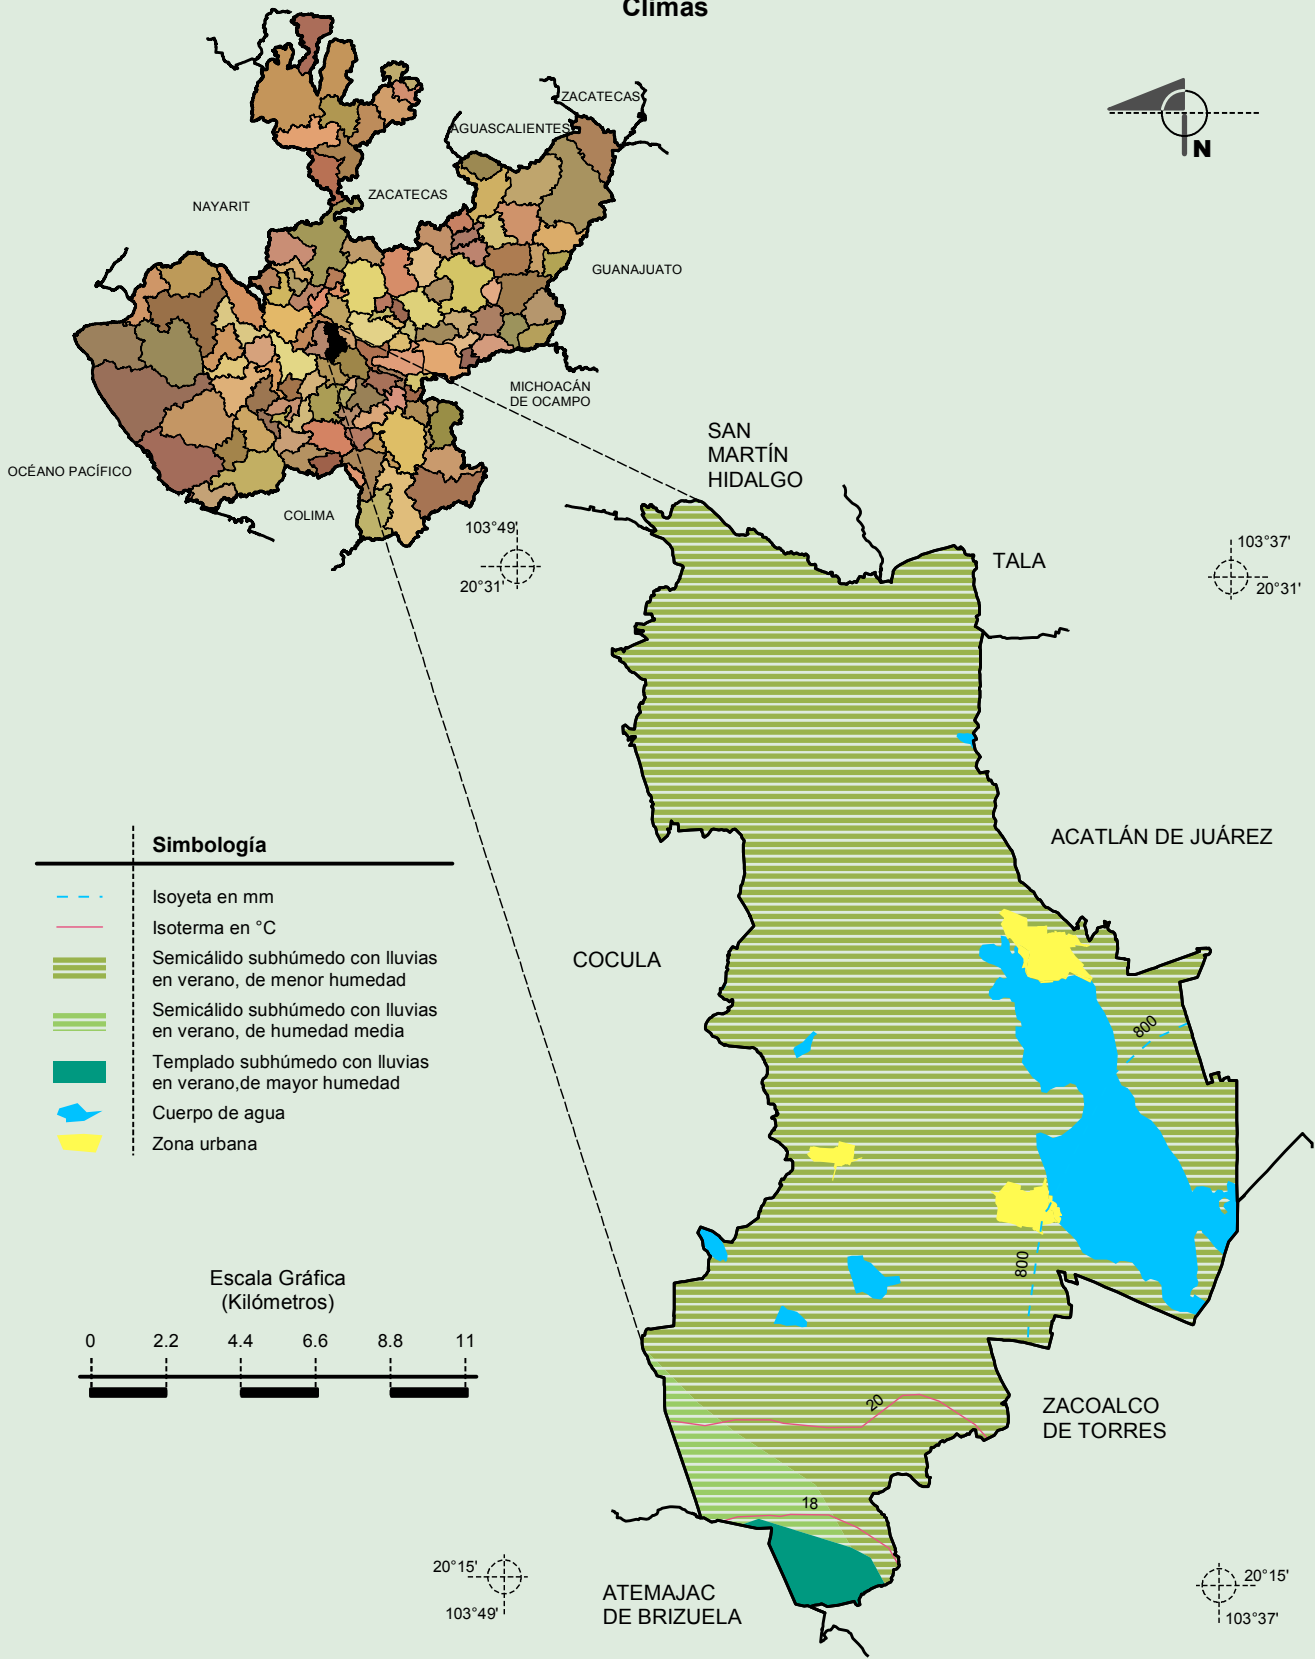 Climas
ZACATECAS
AGUASCALIENTES
ZACATECAS
NAYARIT
GUANAJUATO
MICHOACÁN
DE OCAMPO
OCÉANO PACÍFICO
COLIMA
N
103°49'
20°31'
103°37'
20°31'
SAN
MARTÍN
HIDALGO
TALA
ACATLÁN DE JUÁREZ
COCULA
800
800
20
18
ZACOALCO
DE TORRES
ATEMAJAC
DE BRIZUELA
Simbología
Isoyeta en mm
Isoterma en °C
Semicálido subhúmedo con lluvias
en verano, de menor humedad
Semicálido subhúmedo con lluvias
en verano, de humedad media
Templado subhúmedo con lluvias
en verano,de mayor humedad
Cuerpo de agua
Zona urbana
Escala Gráfica
(Kilómetros)
0 2.2 4.4 6.6 8.8 11
20°15'
103°49'
20°15'
103°37'